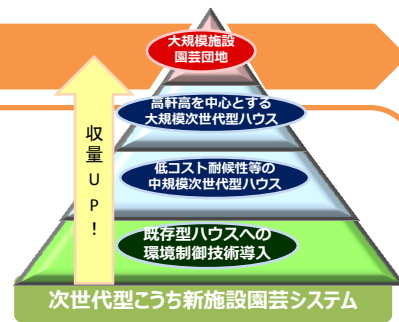 大規模施設
園芸団地
高軒高を中心とする
大規模次世代型ハウス
低コスト耐候性等の
中規模次世代型ハウス
既存型ハウスへの
環境制御技術導入
収量UP!
次世代型こうち新施設園芸システム